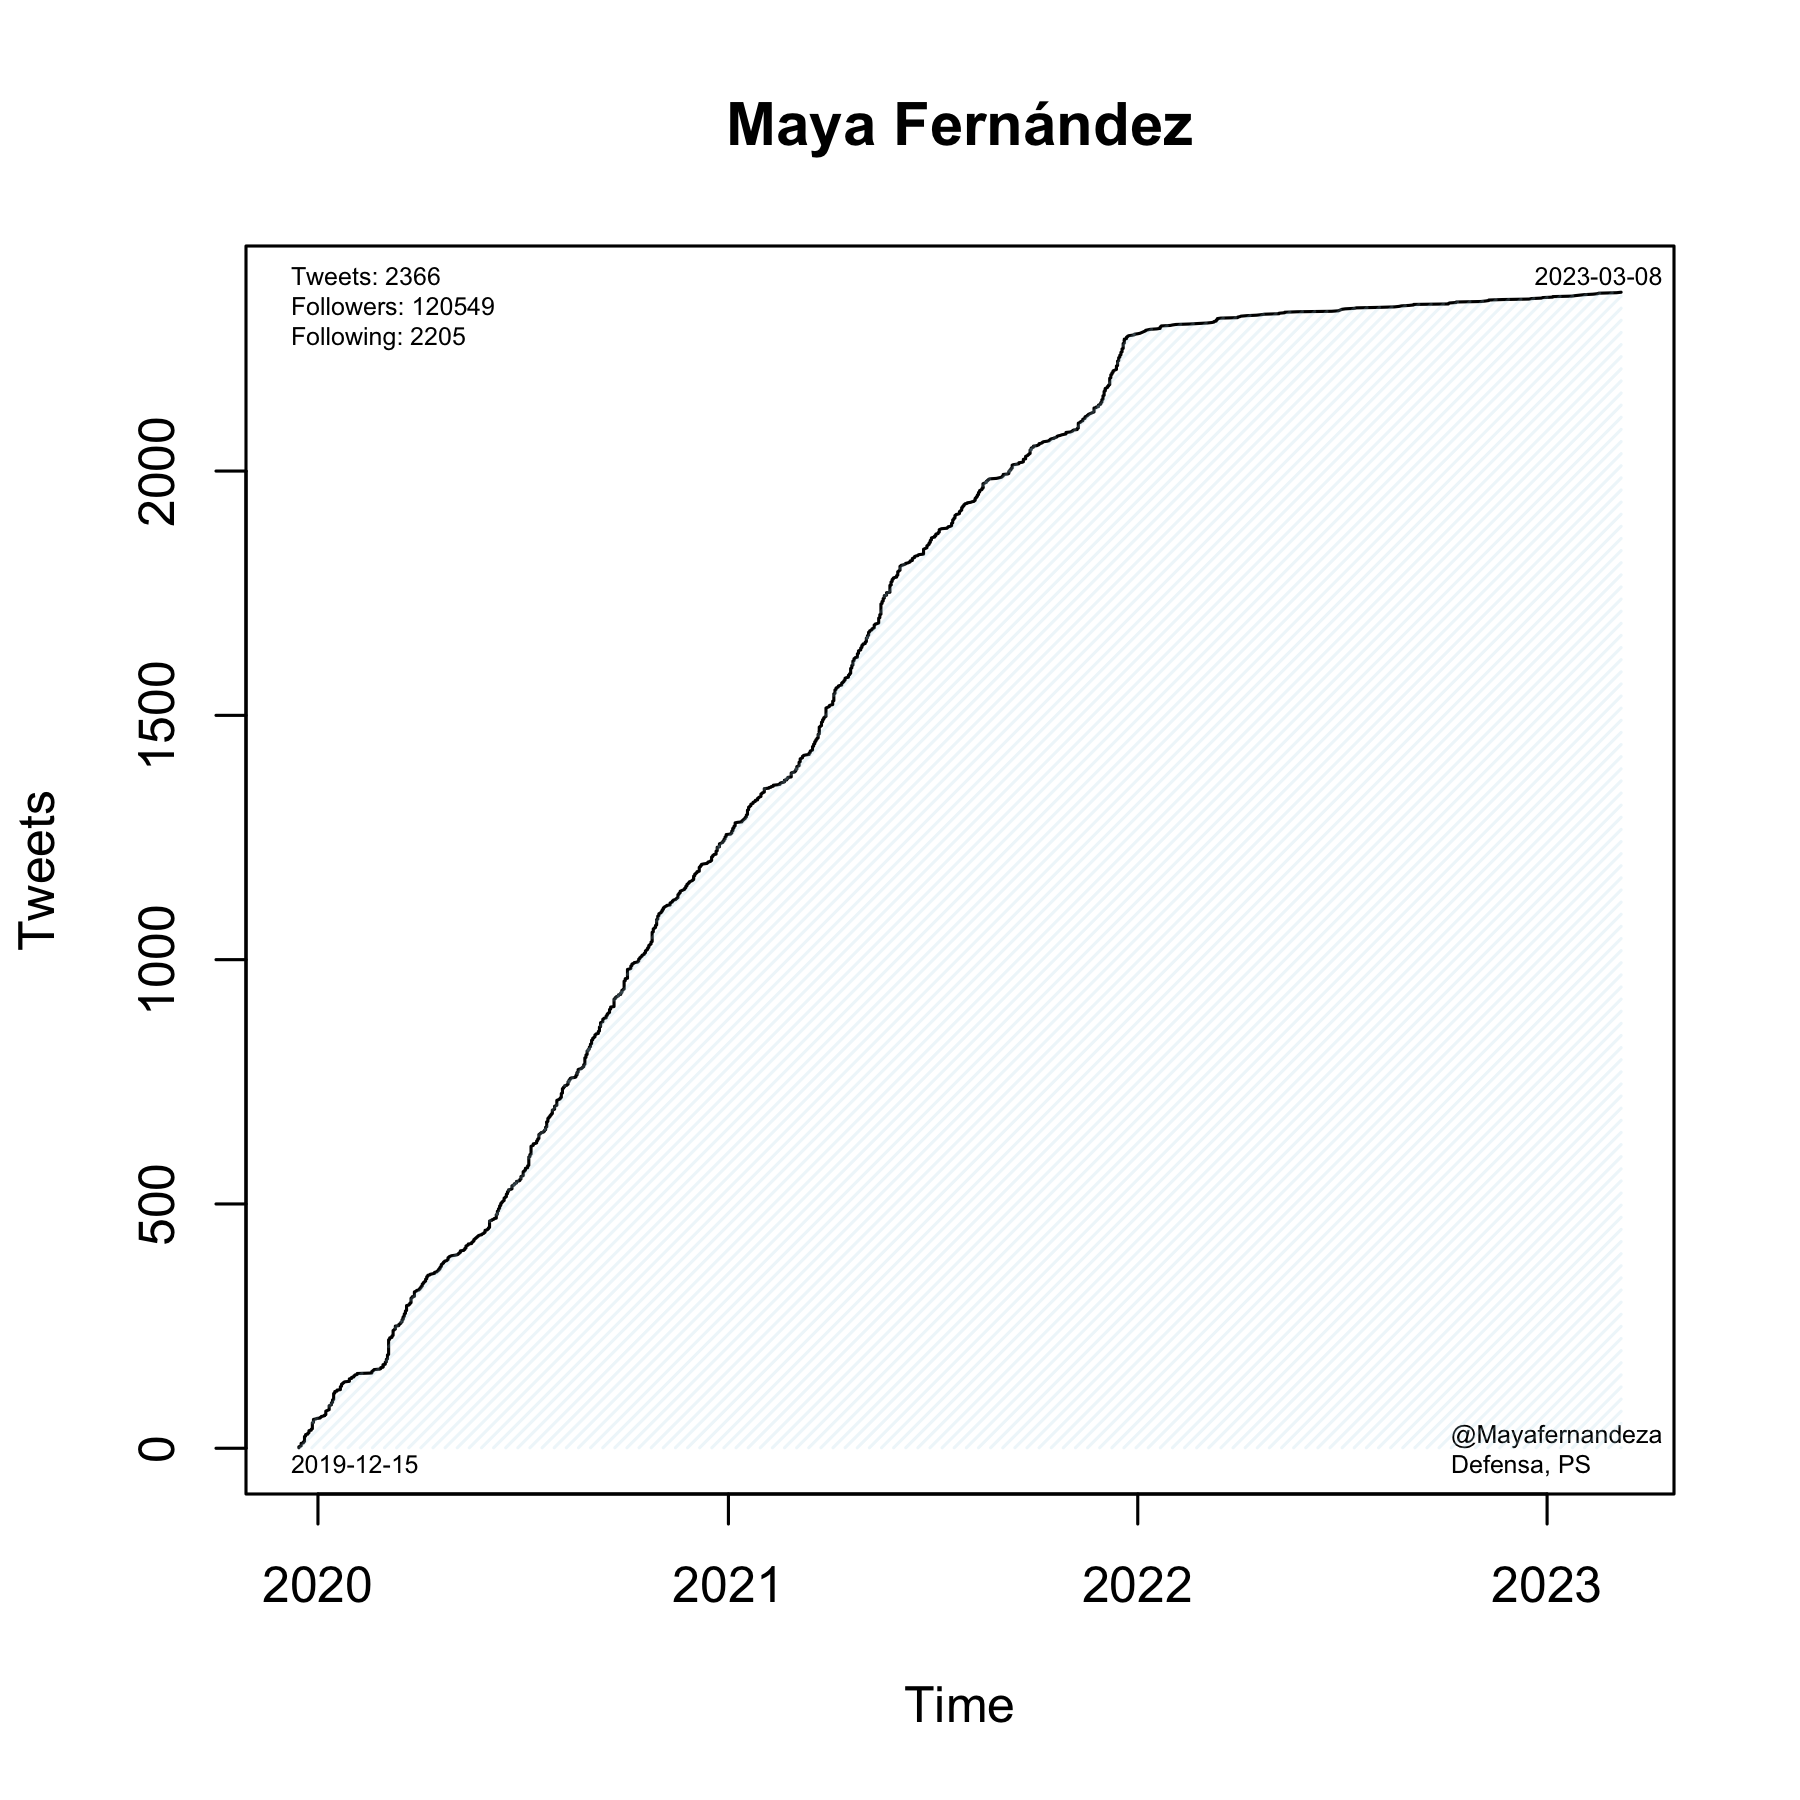 Maya Fernández
Tweets: 2366
Followers: 120549
Following: 2205
2023-03-08
Tweets
2000
1500
1000
500
0
2019-12-15
@Mayafernandeza
Defensa, PS
2020
2021
2022
2023
Time